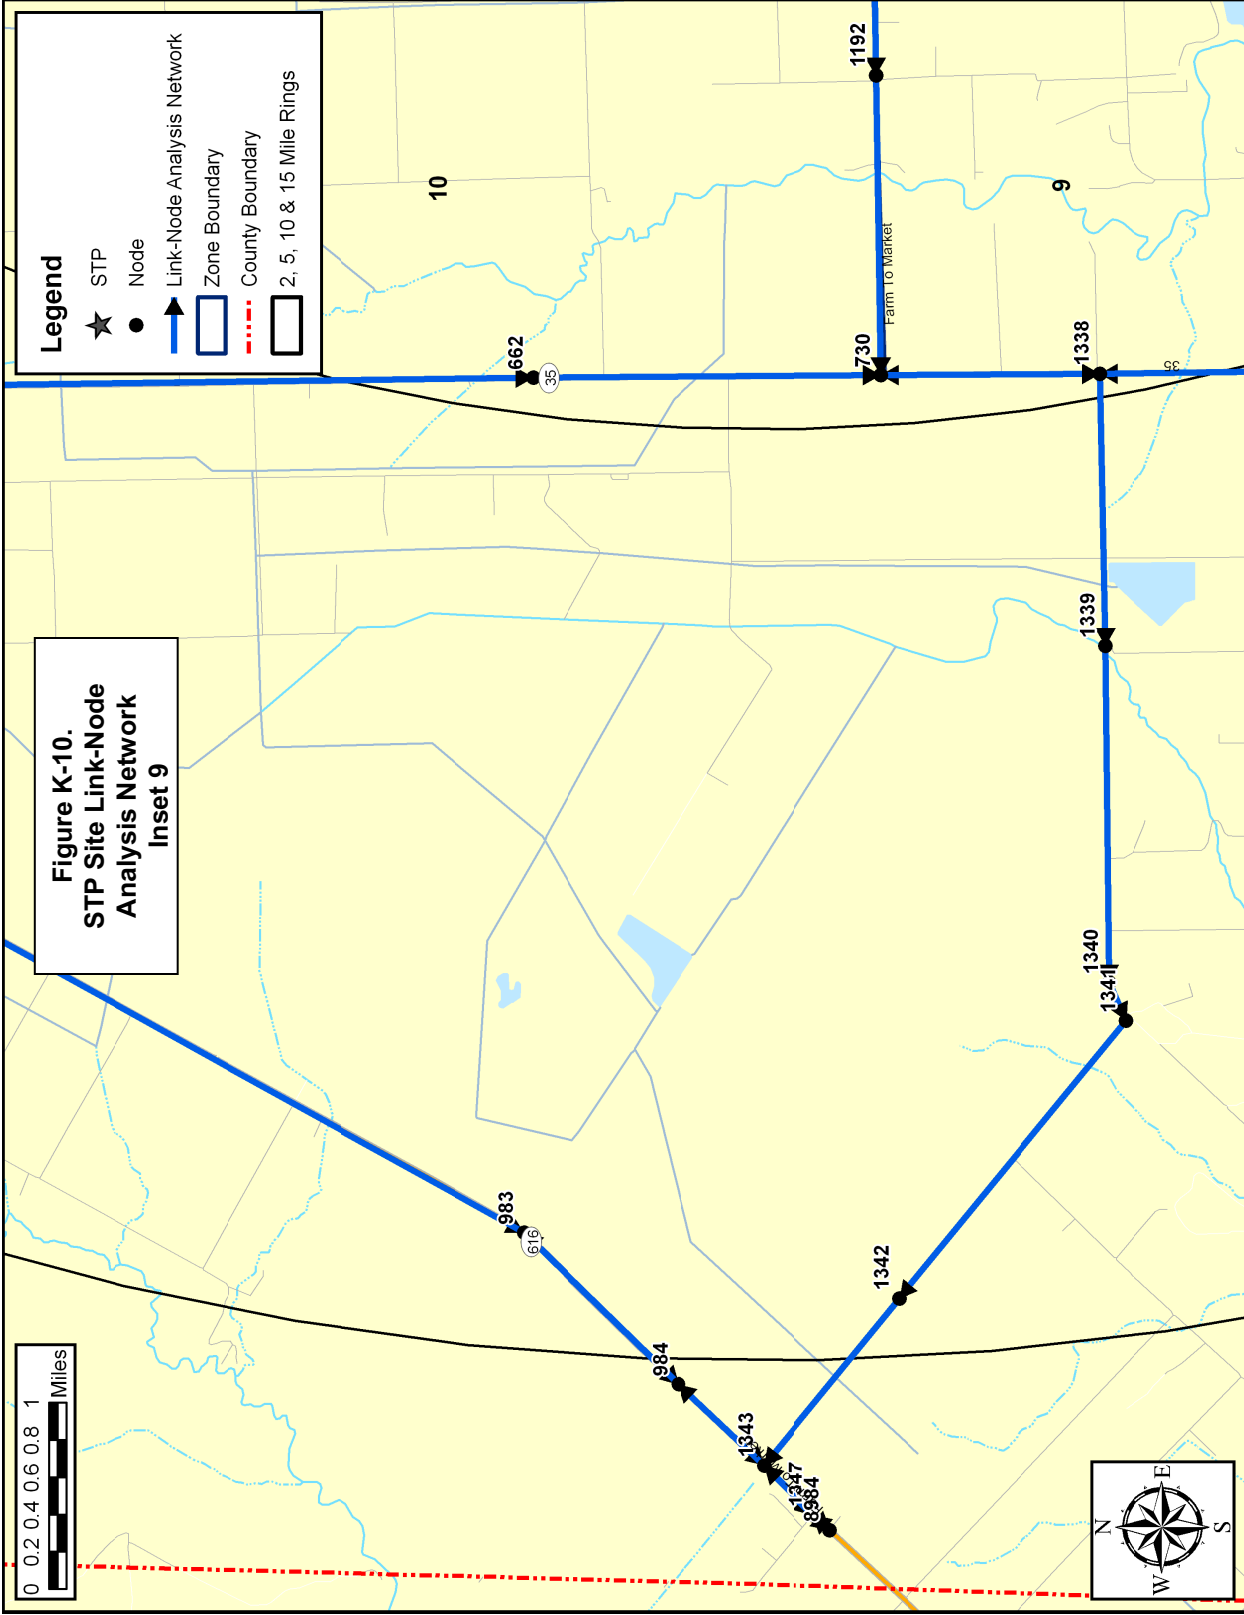 Figure K-10.
STP Site Link-Node
Analysis Network
Inset 9
Legend
STP
Node
Link-Node Analysis Network
Zone Boundary
County Boundary
2, 5, 10 & 15 Mile Rings
0 0.2 0.4 0.6 0.8 1
Miles
N
W
E
S
10
9
1192
662
35
730
Farm To Market
1338
35
1339
1340
1341
983
616
984
1342
1343
1347
8984